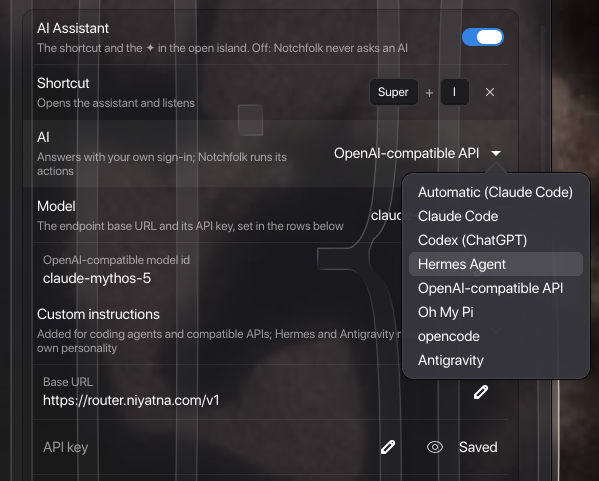 AI Assistant
The shortcut and the ✦ in the open island. Off: Notchfolk never asks an AI
Shortcut
Opens the assistant and listens
Super + I ×
AI
Answers with your own sign-in; Notchfolk runs its
actions
OpenAI-compatible API
Automatic (Claude Code)
Claude Code
Codex (ChatGPT)
Hermes Agent
OpenAI-compatible API
Oh My Pi
opencode
Antigravity
Model
The endpoint base URL and its API key, set in the rows below
OpenAI-compatible model id
claude-mythos-5
Custom instructions
Added for coding agents and compatible APIs; Hermes and Antigravity
own personality
Base URL
https://router.niyatna.com/v1
API key
Saved